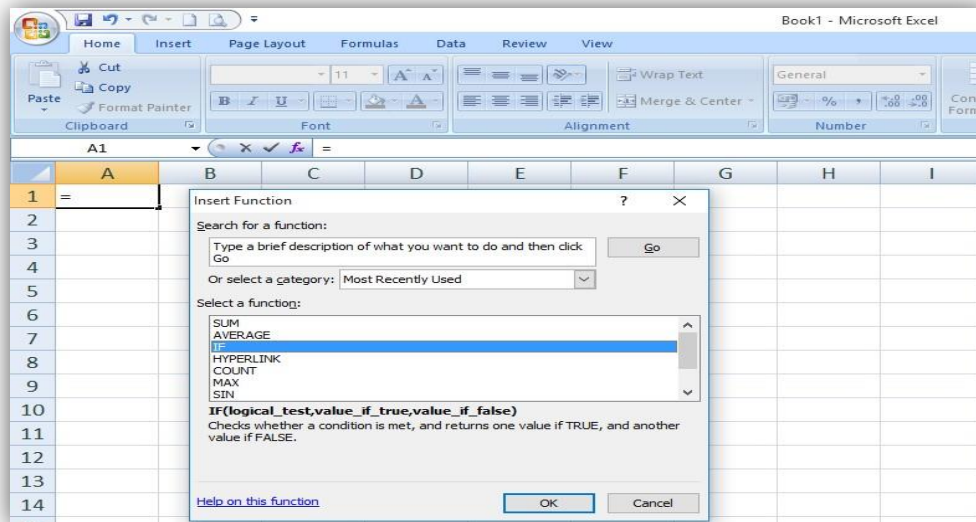 Book1 - Microsoft Excel
Home Insert Page Layout Formulas Data Review View
Cut
Copy
Format Painter
Paste
11
Wrap Text
Merge & Center
General
Clipboard Font Alignment Number
A1 fx =
A B C D E F G H I
1 =
2
3
4
5
6
7
8
9
10
11
12
13
14
Insert Function ? ×
Search for a function:
Type a brief description of what you want to do and then click
Go
Go
Or select a category: Most Recently Used
Select a function:
SUM
AVERAGE
IF
HYPERLINK
COUNT
MAX
SIN
IF(logical_test,value_if_true,value_if_false)
Checks whether a condition is met, and returns one value if TRUE, and another
value if FALSE.
Help on this function OK Cancel